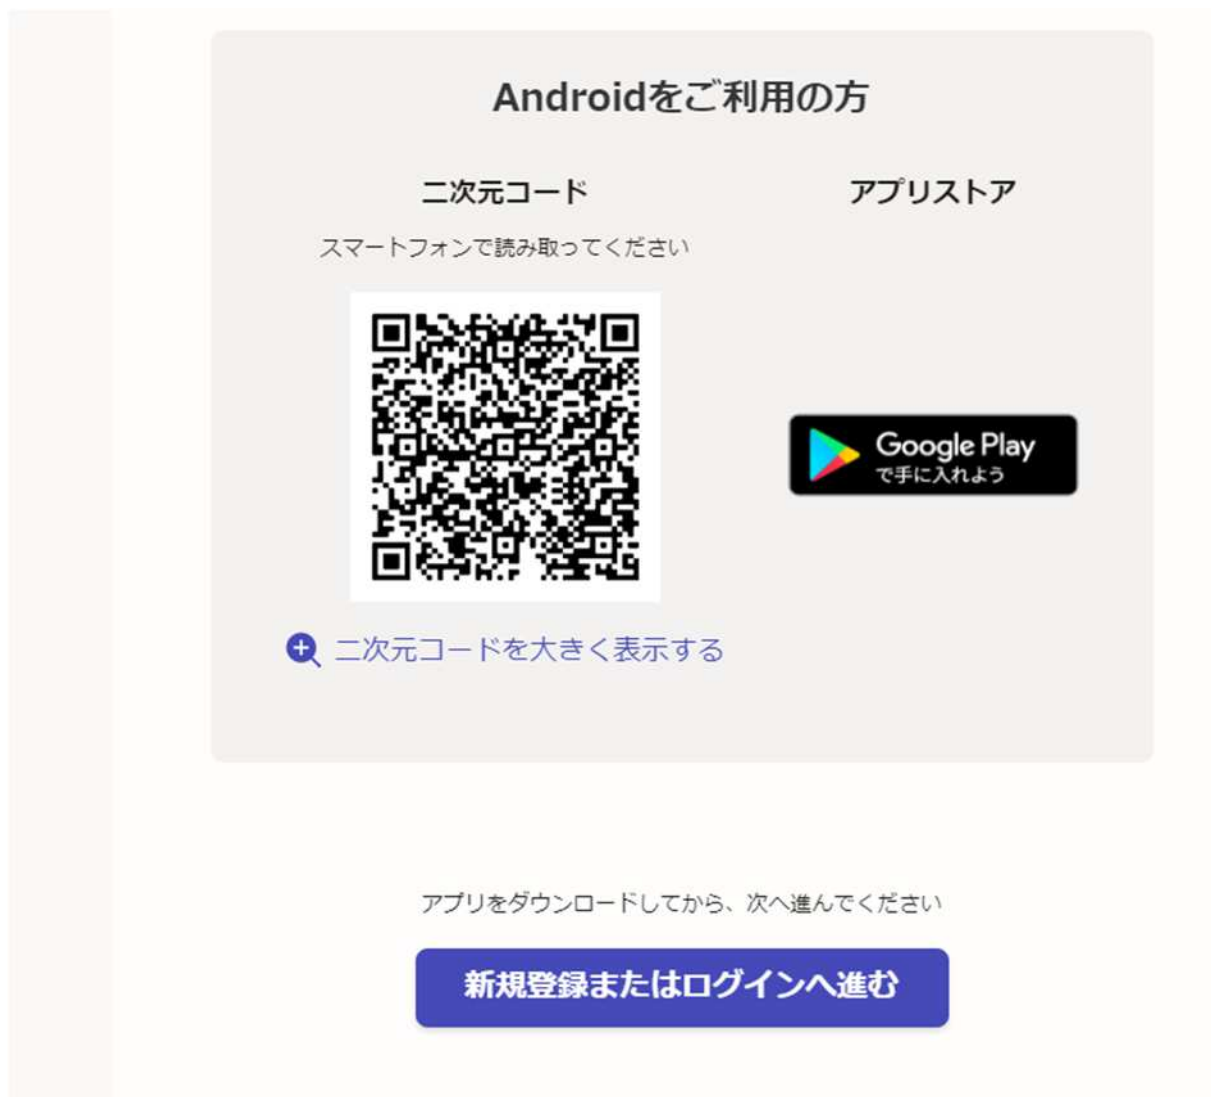 Androidをご利用の方
二次元コード
スマートフォンで読み取ってください
アプリストア
Google Play
で手に入れよう
二次元コードを大きく表示する
アプリをダウンロードしてから、次へ進んでください
新規登録またはログインへ進む